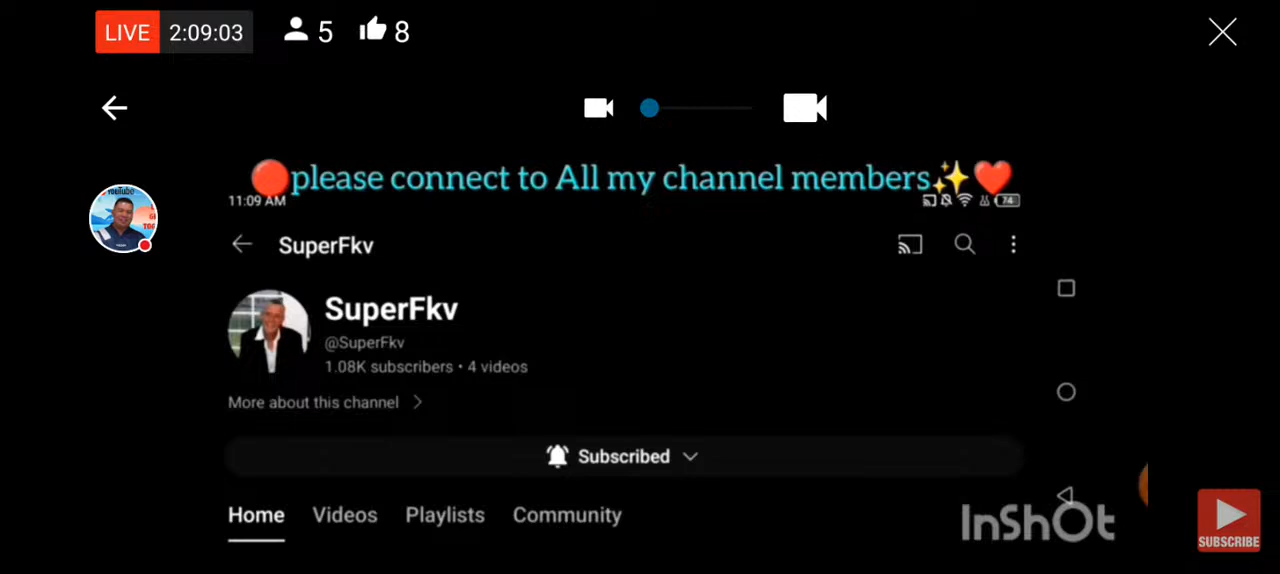 LIVE 2:09:03 5 8
please connect to All my channel members
11:09 AM 74
SuperFkv
SuperFkv
@SuperFkv
1.08K subscribers • 4 videos
More about this channel
Subscribed
Home Videos Playlists Community
InShOt
SUBSCRIBE